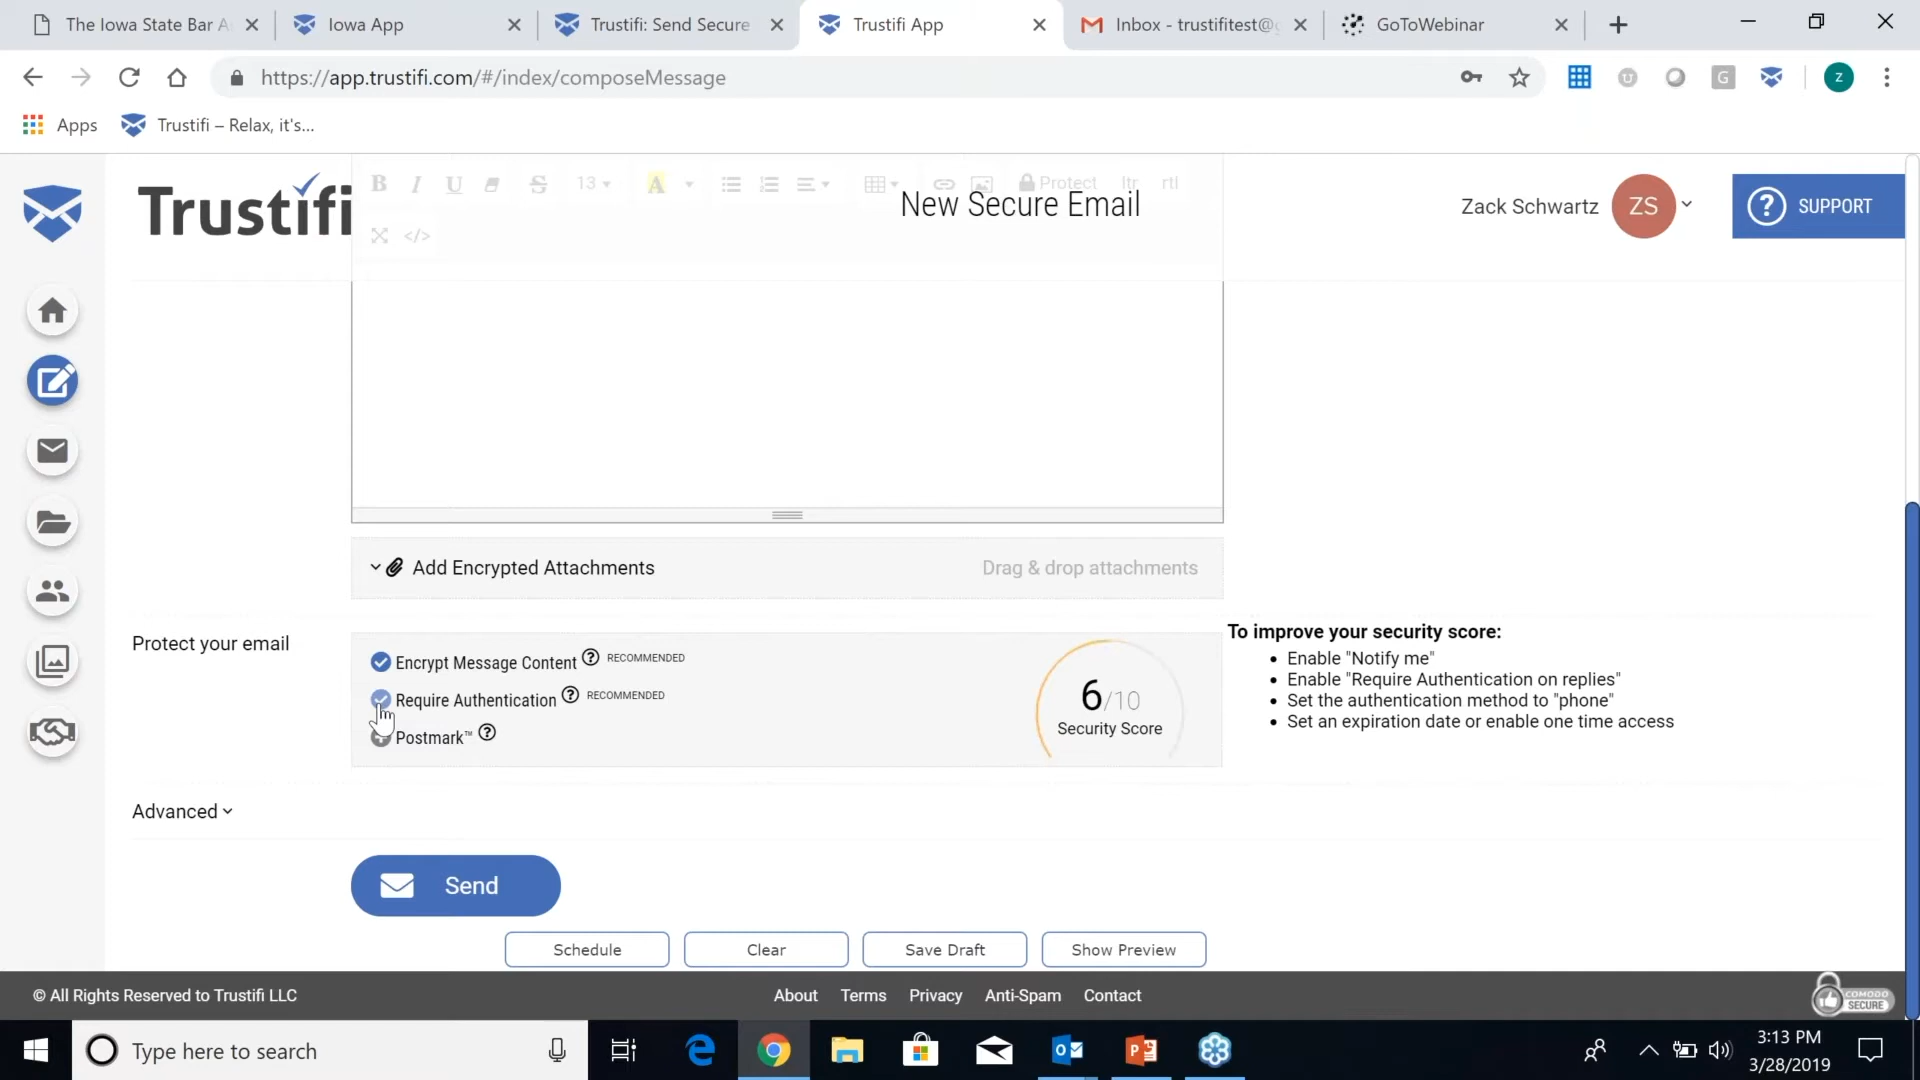 The Iowa State Bar A
Iowa App
Trustifi: Send Secure
Trustifi App
Inbox - trustifitest@g
GoToWebinar
https://app.trustifi.com/#/index/composeMessage
G
Z
Apps
Trustifi – Relax, it's...
Trustifi
B I U S 13 A Protect ltr rtl
</>
New Secure Email
Zack Schwartz
ZS
? SUPPORT
Add Encrypted Attachments
Drag & drop attachments
Protect your email
Encrypt Message Content ? RECOMMENDED
Require Authentication ? RECOMMENDED
Postmark™ ?
6/10
Security Score
To improve your security score:
• Enable "Notify me"
• Enable "Require Authentication on replies"
• Set the authentication method to "phone"
• Set an expiration date or enable one time access
Advanced
Send
Schedule
Clear
Save Draft
Show Preview
© All Rights Reserved to Trustifi LLC
About
Terms
Privacy
Anti-Spam
Contact
COMODO
SECURE
Type here to search
3:13 PM
3/28/2019